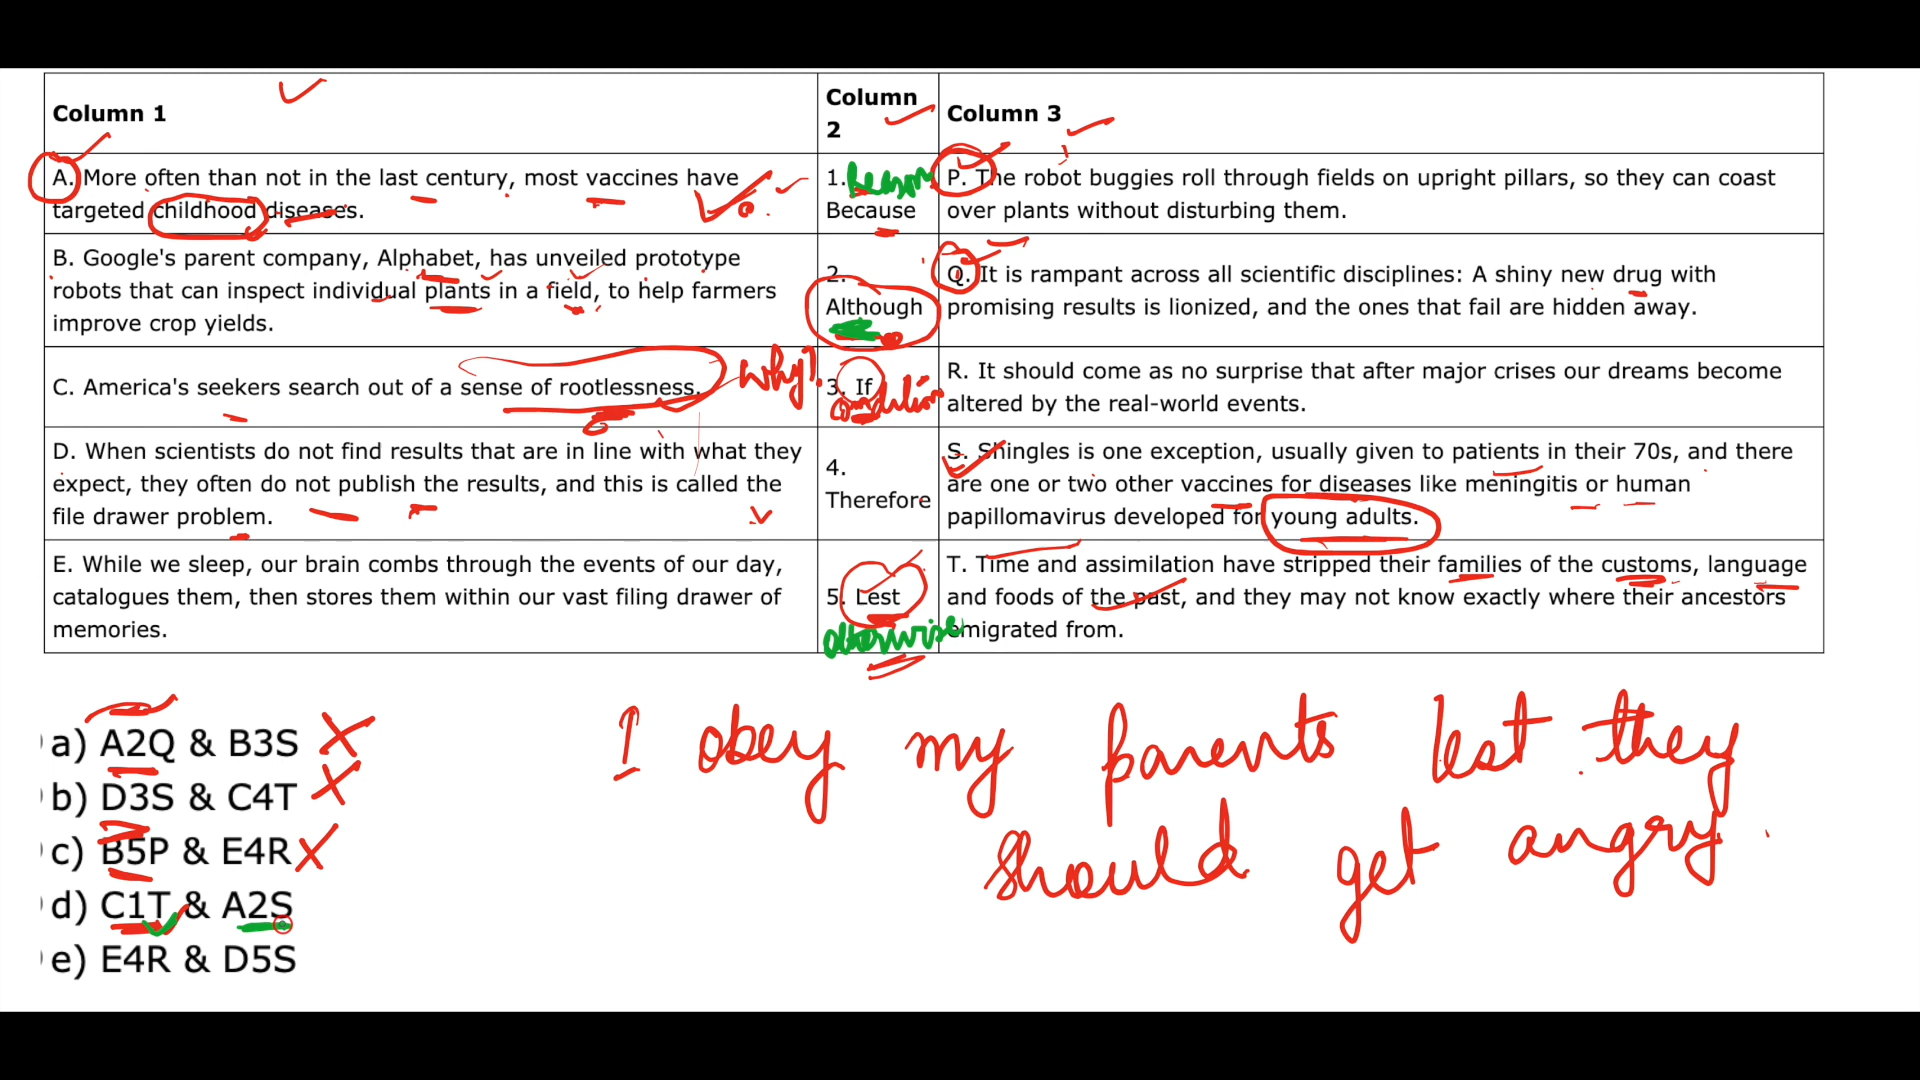 Column 1
Column
2
Column 3
A. More often than not in the last century, most vaccines have
targeted childhood diseases.
1. Reason
Because
P. The robot buggies roll through fields on upright pillars, so they can coast
over plants without disturbing them.
B. Google's parent company, Alphabet, has unveiled prototype
robots that can inspect individual plants in a field, to help farmers
improve crop yields.
2.
Although
Q. It is rampant across all scientific disciplines: A shiny new drug with
promising results is lionized, and the ones that fail are hidden away.
C. America's seekers search out of a sense of rootlessness.
why?
3. If
Condition
R. It should come as no surprise that after major crises our dreams become
altered by the real-world events.
D. When scientists do not find results that are in line with what they
expect, they often do not publish the results, and this is called the
file drawer problem.
4.
Therefore
S. Shingles is one exception, usually given to patients in their 70s, and there
are one or two other vaccines for diseases like meningitis or human
papillomavirus developed for young adults.
E. While we sleep, our brain combs through the events of our day,
catalogues them, then stores them within our vast filing drawer of
memories.
5. Lest
otherwise
T. Time and assimilation have stripped their families of the customs, language
and foods of the past, and they may not know exactly where their ancestors
emigrated from.
a) A2Q & B3S
b) D3S & C4T
c) B5P & E4R
d) C1T & A2S
e) E4R & D5S
I obey my parents lest they
should get angry.